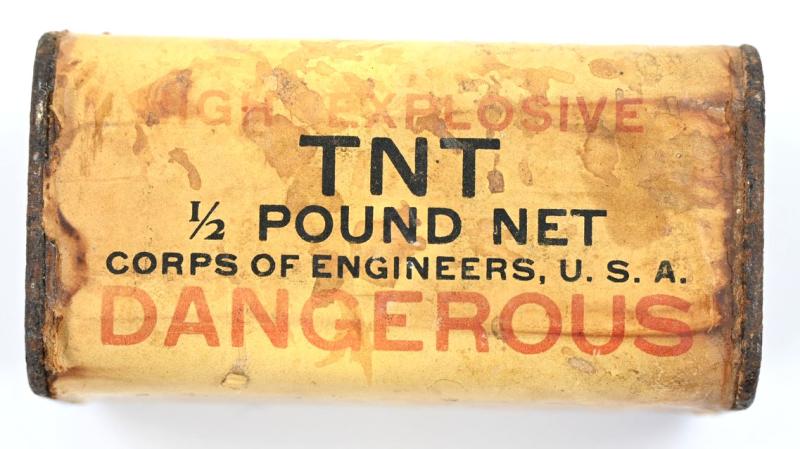 HIGH EXPLOSIVE
TNT
1/2 POUND NET
CORPS OF ENGINEERS, U. S. A.
DANGEROUS